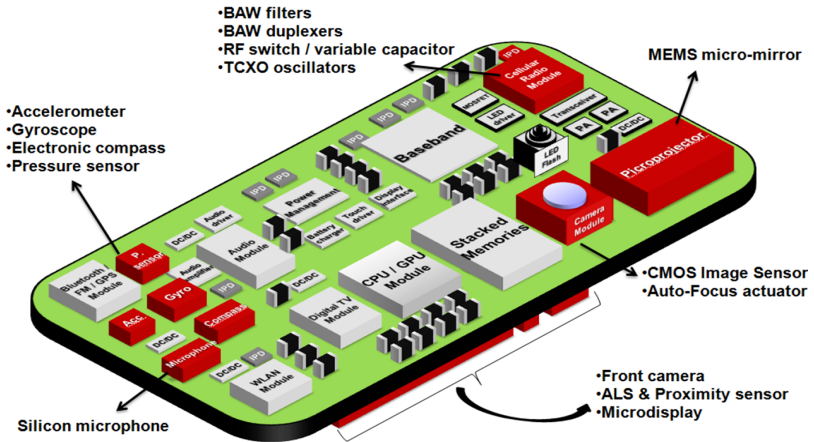 •BAW filters
•BAW duplexers
•RF switch / variable capacitor
•TCXO oscillators
MEMS micro-mirror
•Accelerometer
•Gyroscope
•Electronic compass
•Pressure sensor
IPD
Cellular
Radio
Module
MOSFET
LED
driver
Transceiver
PA
PA
DC/DC
IPD
IPD
IPD
Baseband
LED
Flash
Microprojector
IPD
IPD
Power
Management
Display
Interface
Touch
driver
Battery
charger
Camera
Module
Stacked
Memories
Audio
driver
DC/DC
Audio
Module
P.
sensor
Audio
amplifier
Bluetooth
FM / GPS
Module
Gyro
IPD
DC/DC
CPU / GPU
Module
Digital TV
Module
Acc.
Compass
DC/DC
Microphone
IPD
DC/DC
WLAN
Module
•CMOS Image Sensor
•Auto-Focus actuator
•Front camera
•ALS & Proximity sensor
•Microdisplay
Silicon microphone